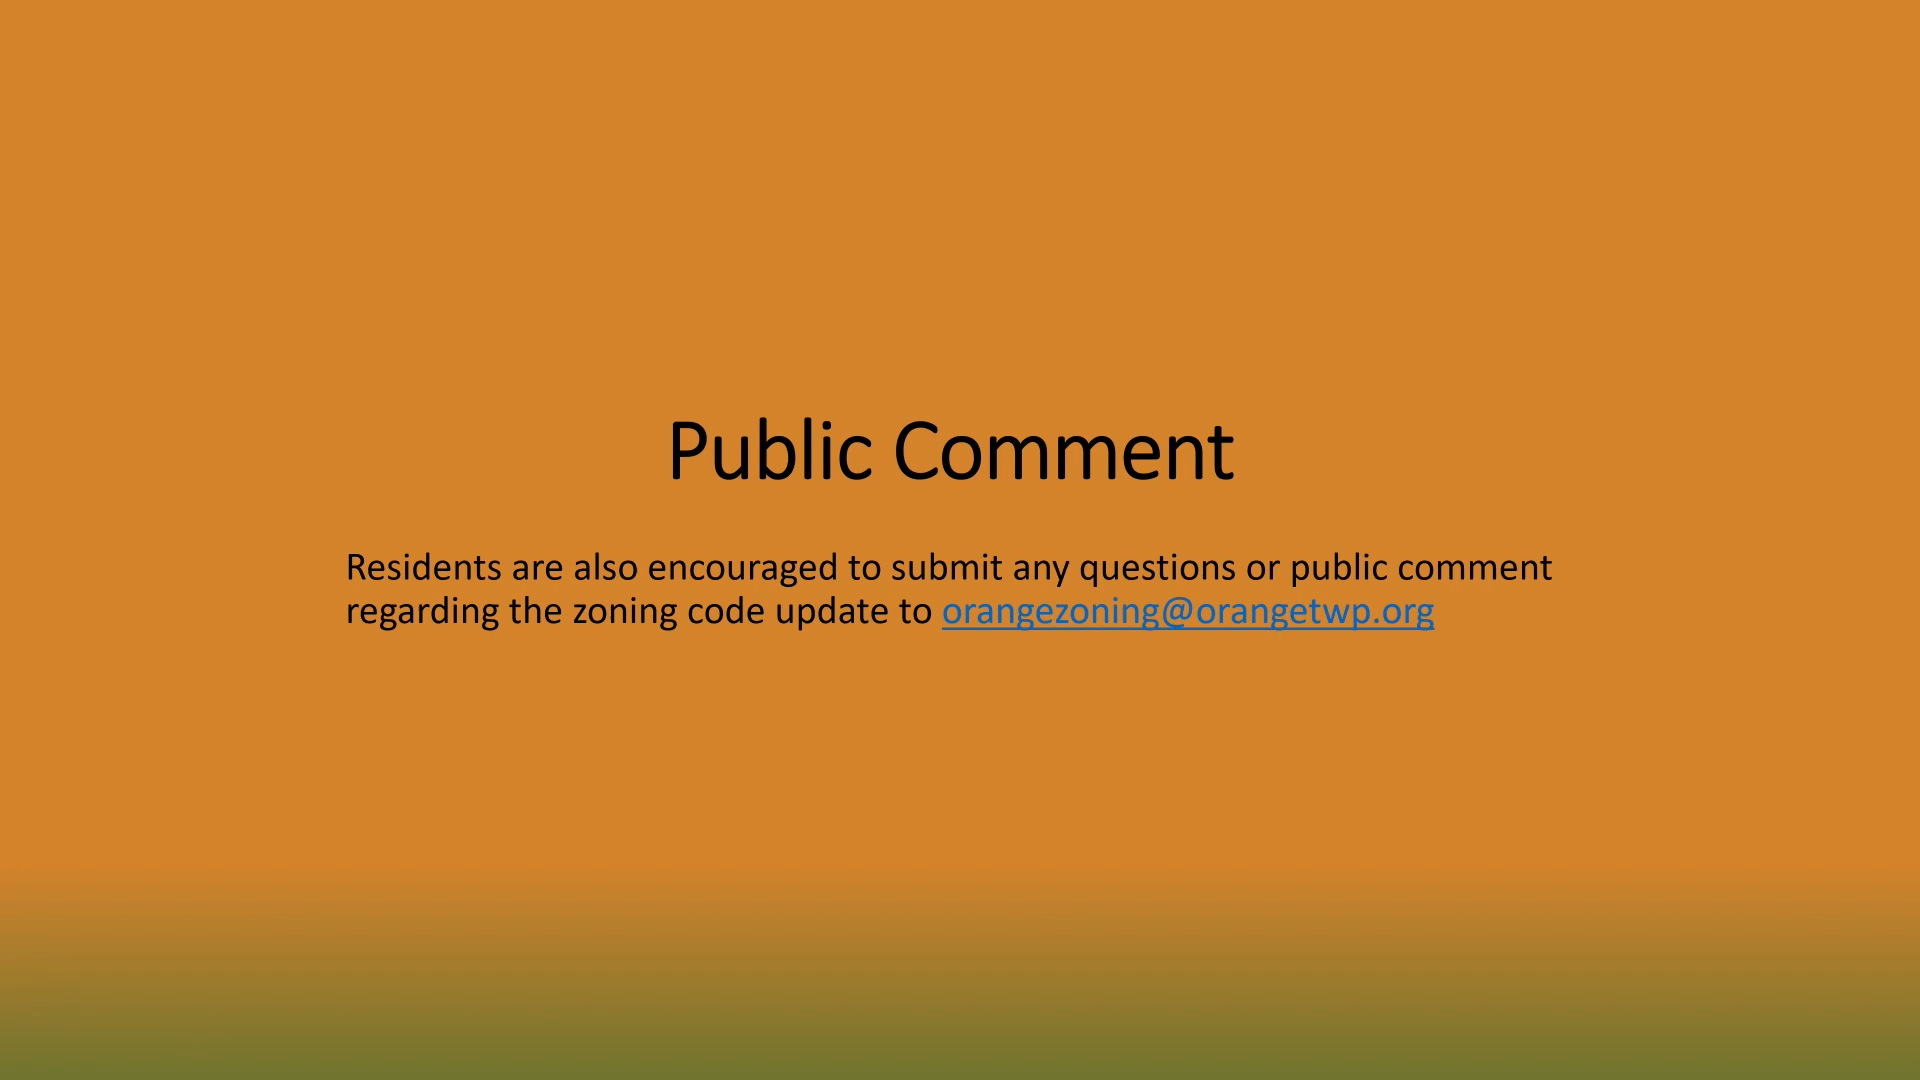 Public Comment
Residents are also encouraged to submit any questions or public comment
regarding the zoning code update to orangezoning@orangetwp.org